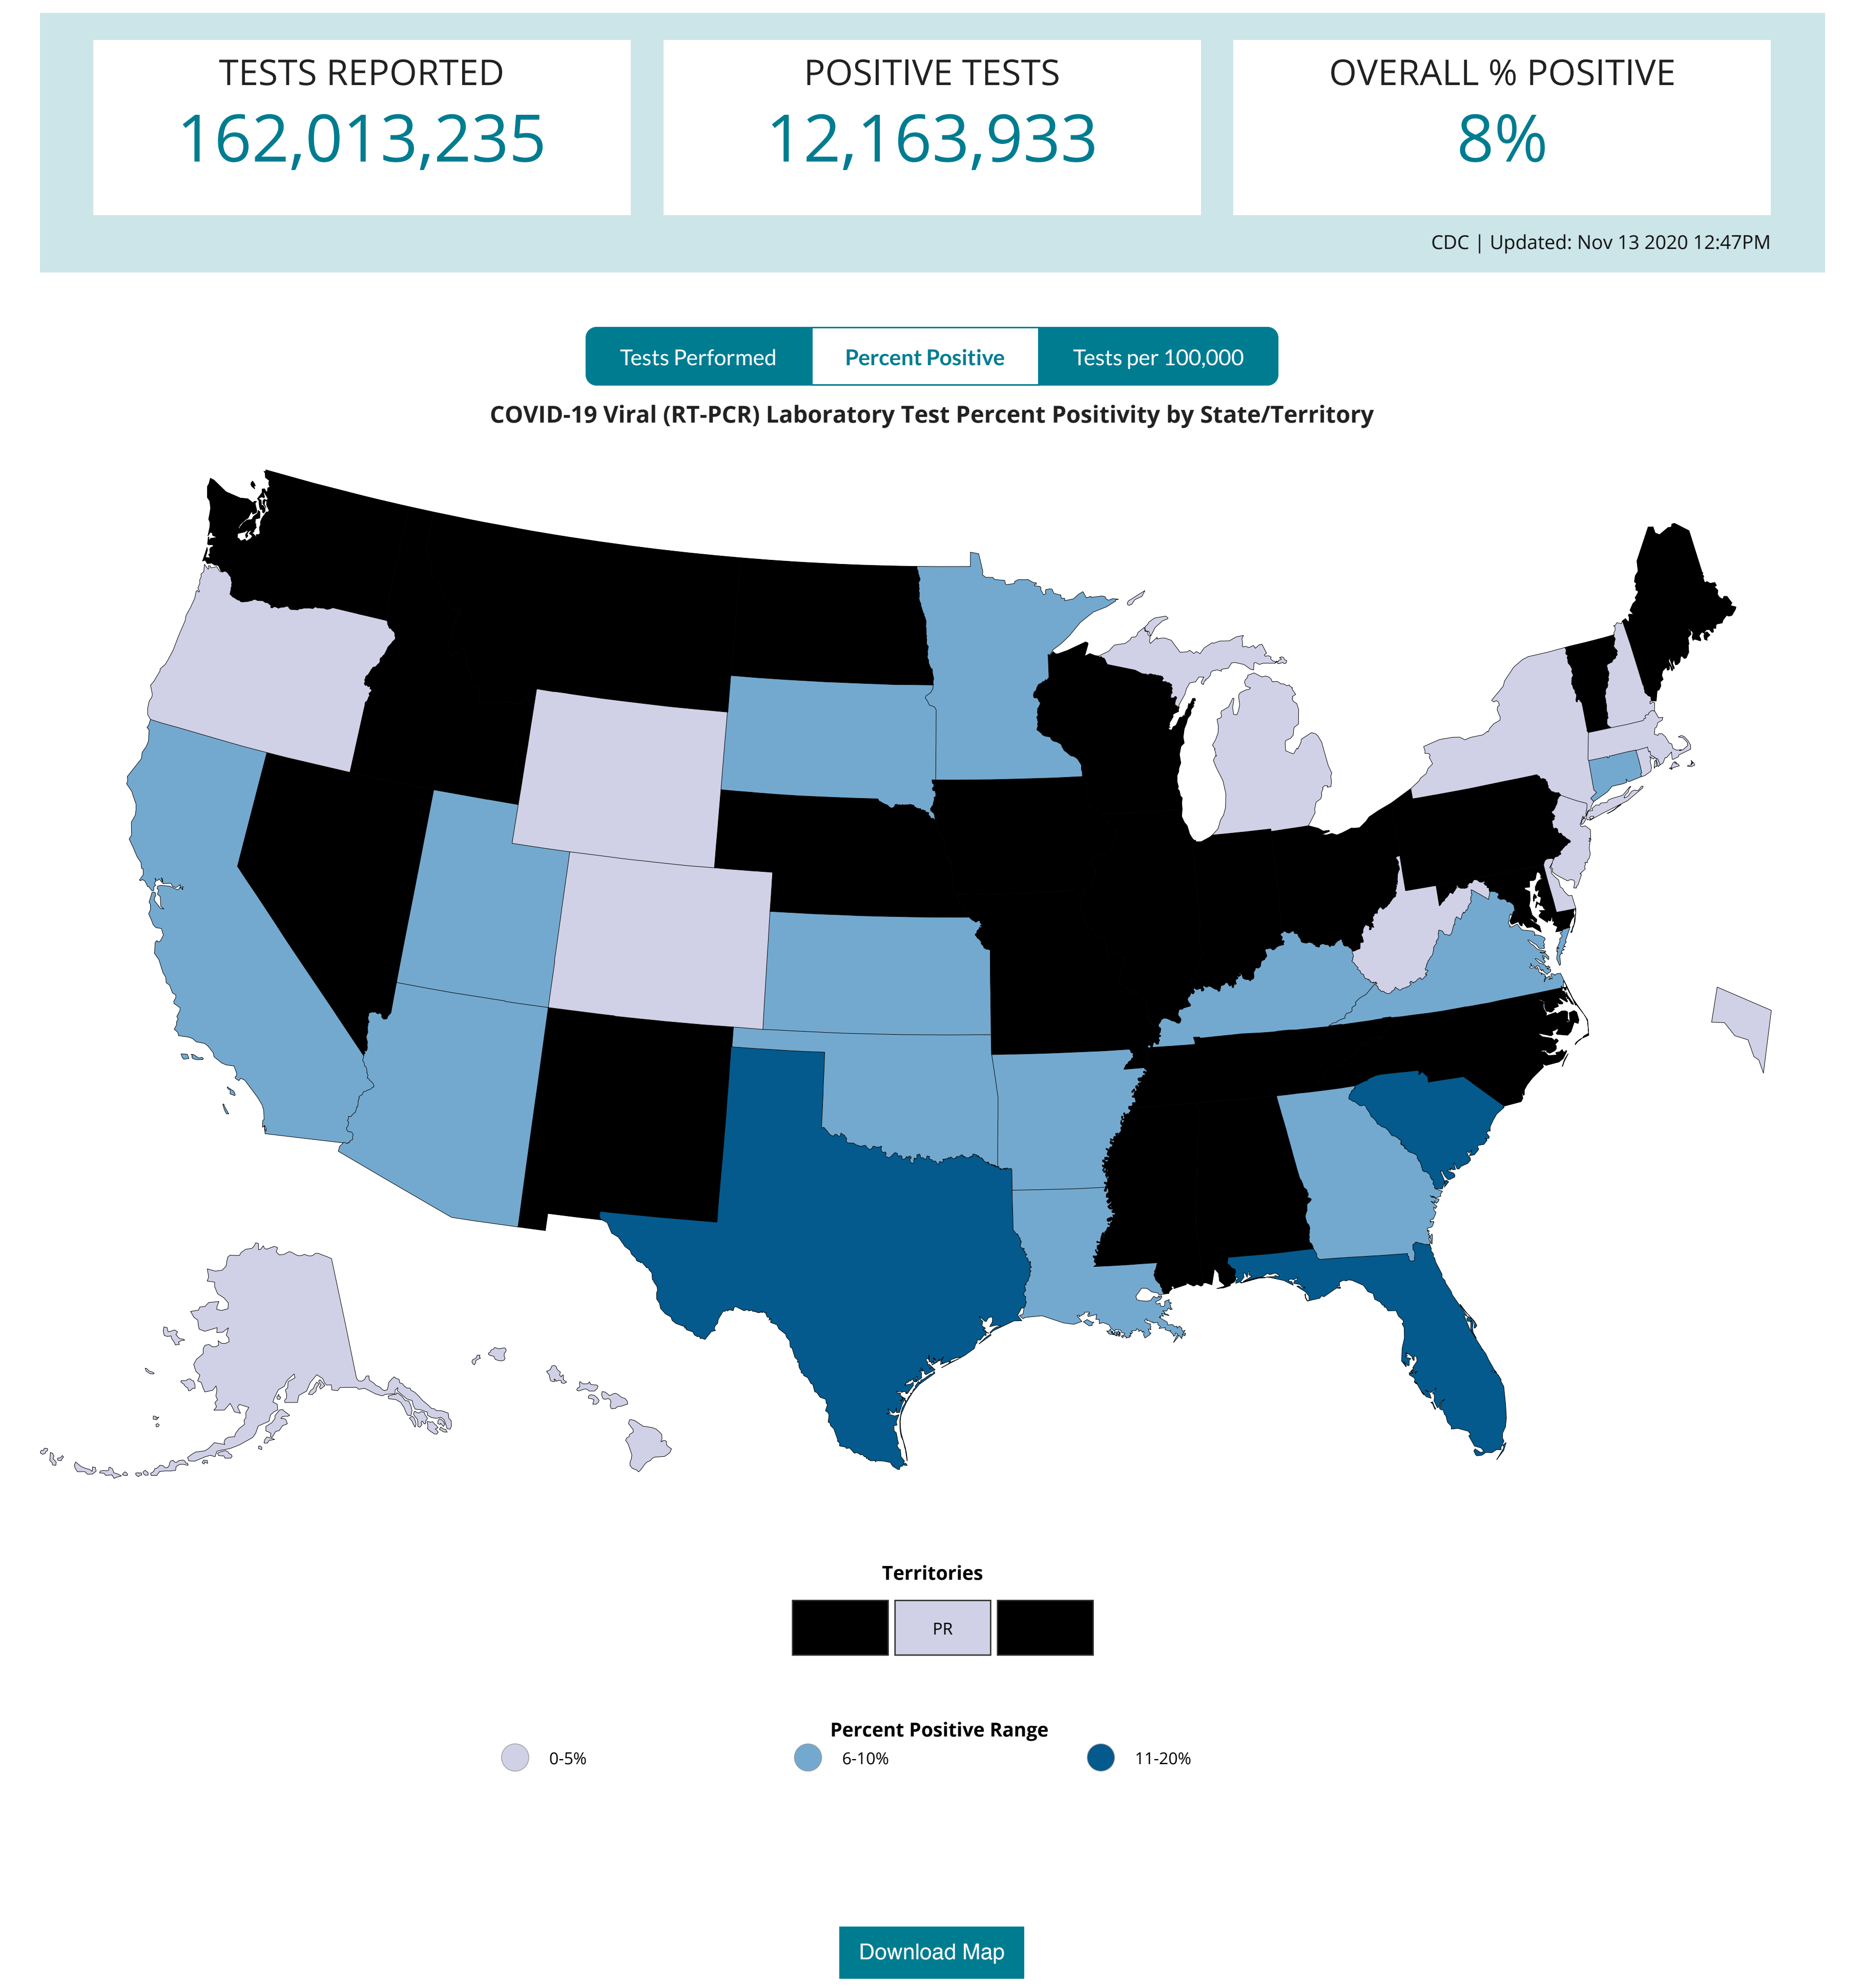 TESTS REPORTED
162,013,235
POSITIVE TESTS
12,163,933
OVERALL % POSITIVE
8%
CDC | Updated: Nov 13 2020 12:47PM
Tests Performed
Percent Positive
Tests per 100,000
COVID-19 Viral (RT-PCR) Laboratory Test Percent Positivity by State/Territory
Territories
PR
Percent Positive Range
0-5%
6-10%
11-20%
Download Map